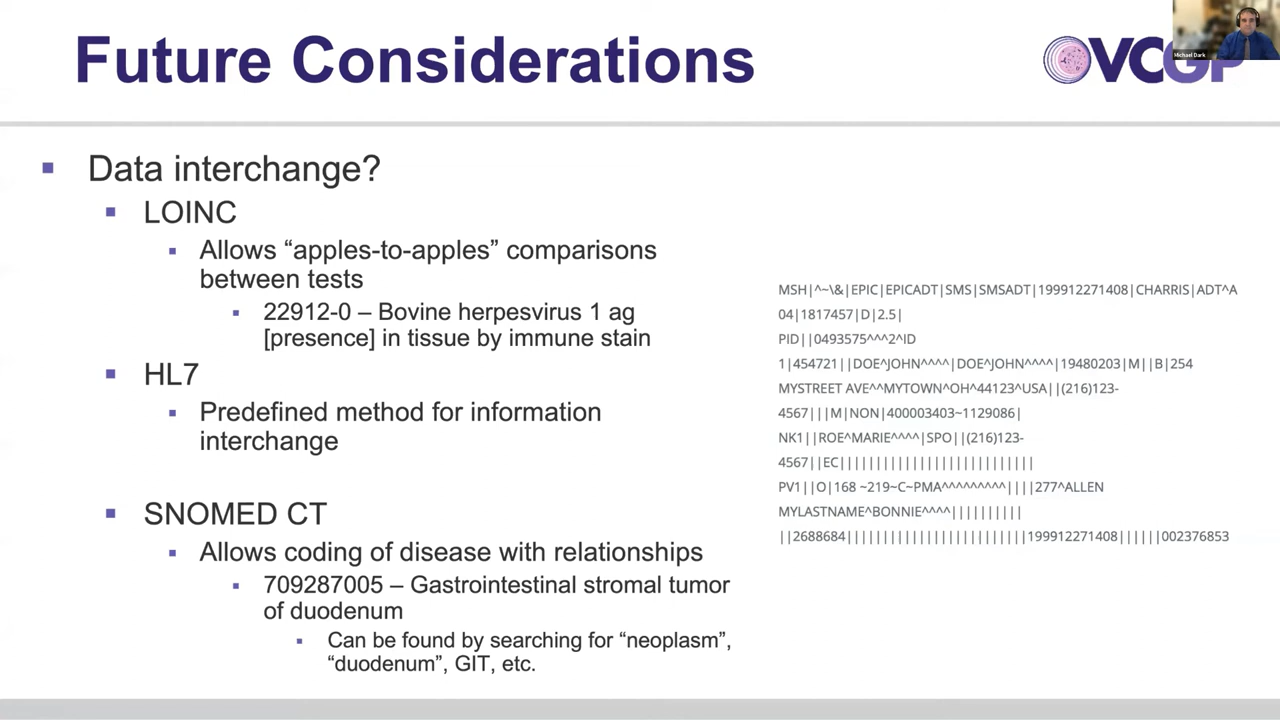 Future Considerations
Michael Dark
VCGP
Data interchange?
LOINC
Allows “apples-to-apples” comparisons
between tests
22912-0 – Bovine herpesvirus 1 ag
[presence] in tissue by immune stain
HL7
Predefined method for information
interchange
SNOMED CT
Allows coding of disease with relationships
709287005 – Gastrointestinal stromal tumor
of duodenum
Can be found by searching for “neoplasm”,
“duodenum”, GIT, etc.
MSH|^~\&|EPIC|EPICADT|SMS|SMSADT|199912271408|CHARRIS|ADT^A
04|1817457|D|2.5|
PID||0493575^^^2^ID
1|454721||DOE^JOHN^^^^|DOE^JOHN^^^^|19480203|M||B|254
MYSTREET AVE^^MYTOWN^OH^44123^USA||(216)123-
4567|||M|NON|400003403~1129086|
NK1||ROE^MARIE^^^^|SPO||(216)123-
4567||EC|||||||||||||||||||||||||||
PV1||O|168 ~219~C~PMA^^^^^^^^^||||277^ALLEN
MYLASTNAME^BONNIE^^^^||||||||||
||2688684|||||||||||||||||||||||||199912271408||||||002376853